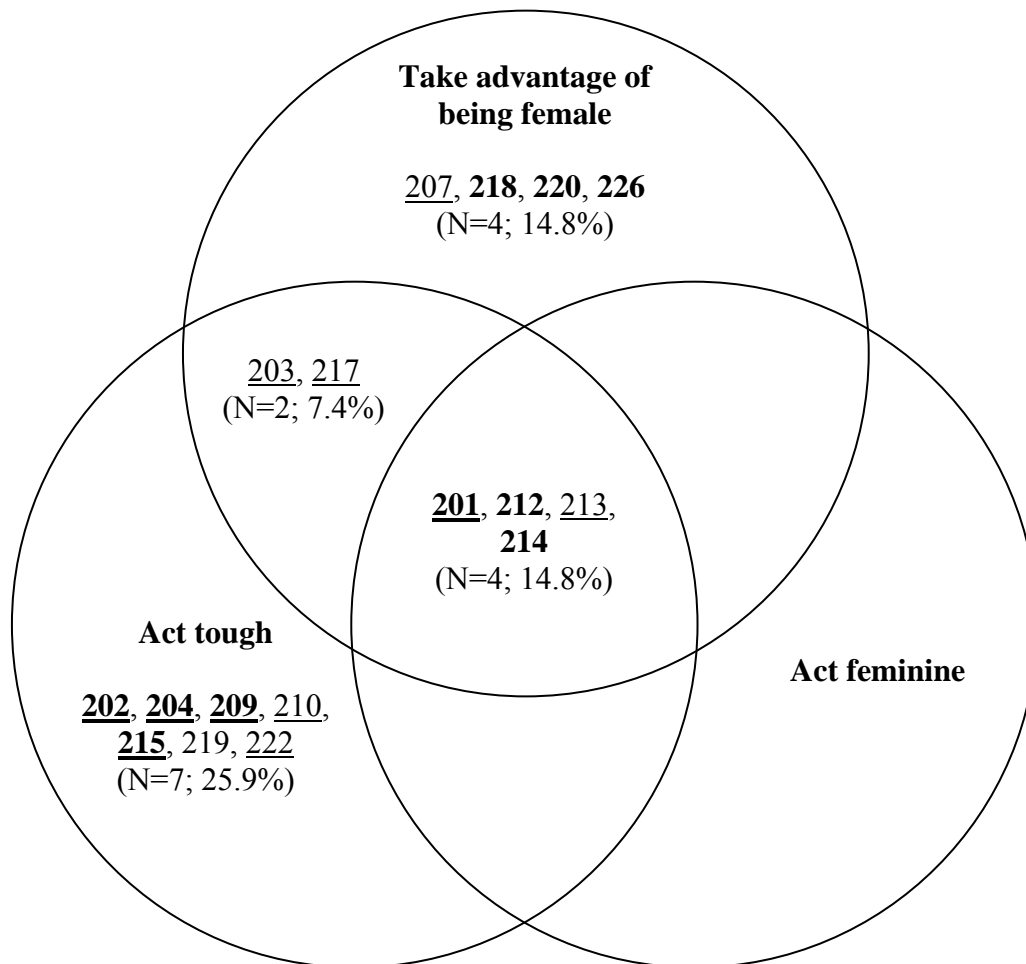 Take advantage of
being female
207, 218, 220, 226
(N=4; 14.8%)
203, 217
(N=2; 7.4%)
201, 212, 213,
214
(N=4; 14.8%)
Act tough
202, 204, 209, 210,
215, 219, 222
(N=7; 25.9%)
Act feminine